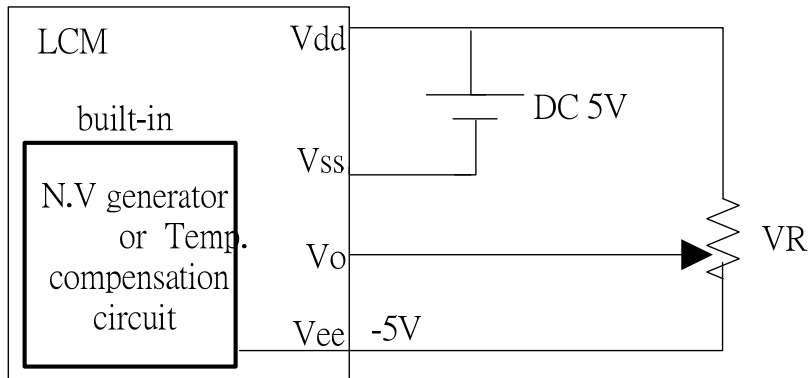 LCM
Vdd
built-in
DC 5V
Vss
N.V generator
or Temp.
compensation
circuit
Vo
VR
Vee
-5V